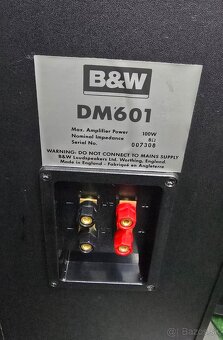 B&W
DM601
Max. Amplifier Power 100W
Nominal Impedance 8Ω
Serial No. 007308
WARNING: DO NOT CONNECT TO MAINS SUPPLY
B&W Loudspeakers Ltd. Worthing, England.
Made in England - Fabriqué en Angleterre